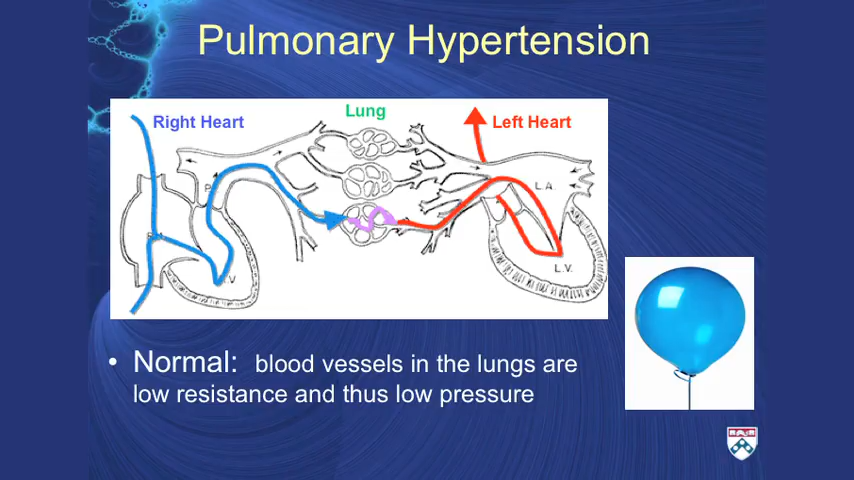 Pulmonary Hypertension
Right Heart
Lung
Left Heart
L.A.
L.V.
• Normal: blood vessels in the lungs are
low resistance and thus low pressure